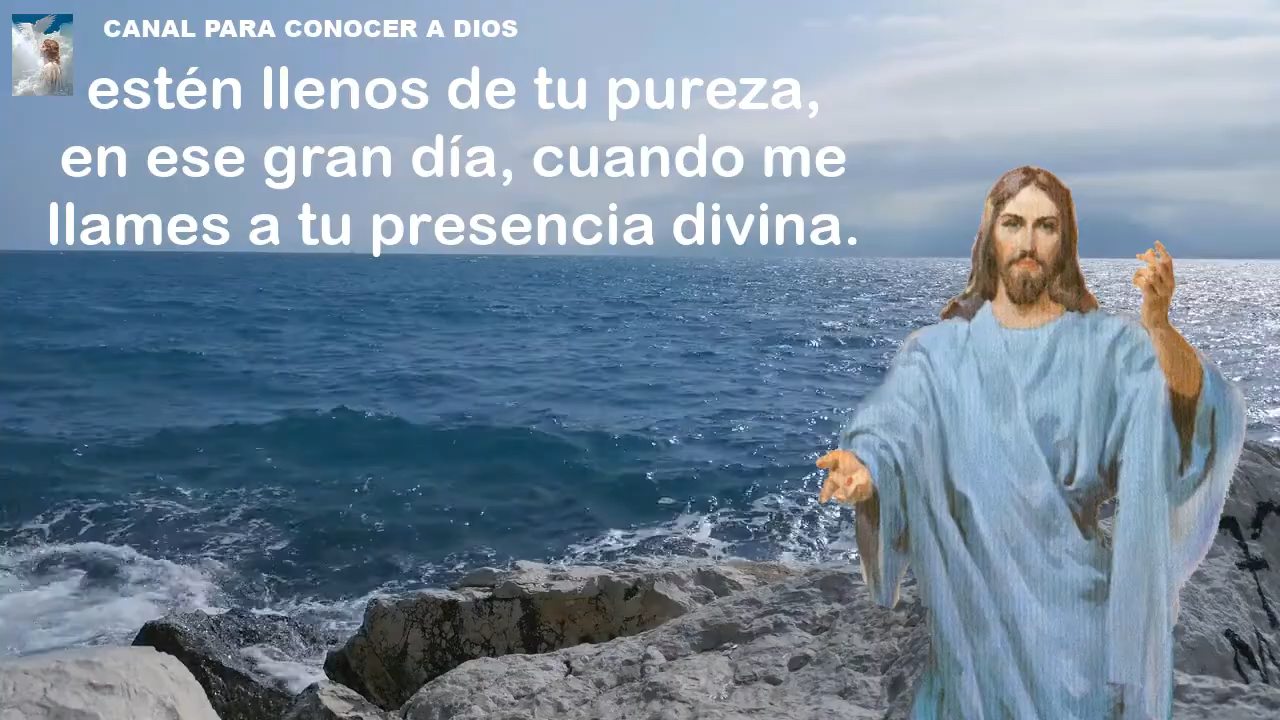 CANAL PARA CONOCER A DIOS
estén llenos de tu pureza,
en ese gran día, cuando me
llames a tu presencia divina.